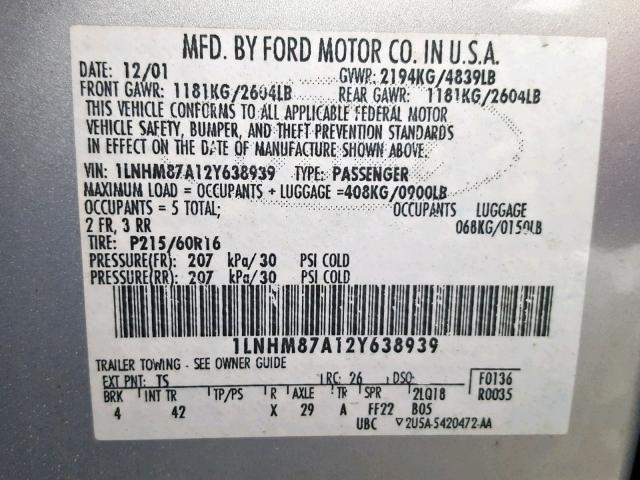 MFD. BY FORD MOTOR CO. IN U.S.A.
DATE: 12/01 GVWR: 2194KG/4839LB
FRONT GAWR: 1181KG/2604LB REAR GAWR: 1181KG/2604LB
THIS VEHICLE CONFORMS TO ALL APPLICABLE FEDERAL MOTOR
VEHICLE SAFETY, BUMPER, AND THEFT PREVENTION STANDARDS
IN EFFECT ON THE DATE OF MANUFACTURE SHOWN ABOVE.
VIN: 1LNHM87A12Y638939 TYPE: PASSENGER
MAXIMUM LOAD = OCCUPANTS + LUGGAGE =408KG/0900LB
OCCUPANTS = 5 TOTAL; OCCUPANTS LUGGAGE
2 FR, 3 RR 068KG/0150LB
TIRE: P215/60R16
PRESSURE(FR): 207 kPa/30 PSI COLD
PRESSURE(RR): 207 kPa/30 PSI COLD
1LNHM87A12Y638939
TRAILER TOWING - SEE OWNER GUIDE
EXT PNT: TS RC: 26 DSO: F0136
BRK INT TR TP/PS R AXLE TR SPR 2LQ18 R0035
4 42 X 29 A FF22 B05
UBC ▽2U5A-5420472-AA